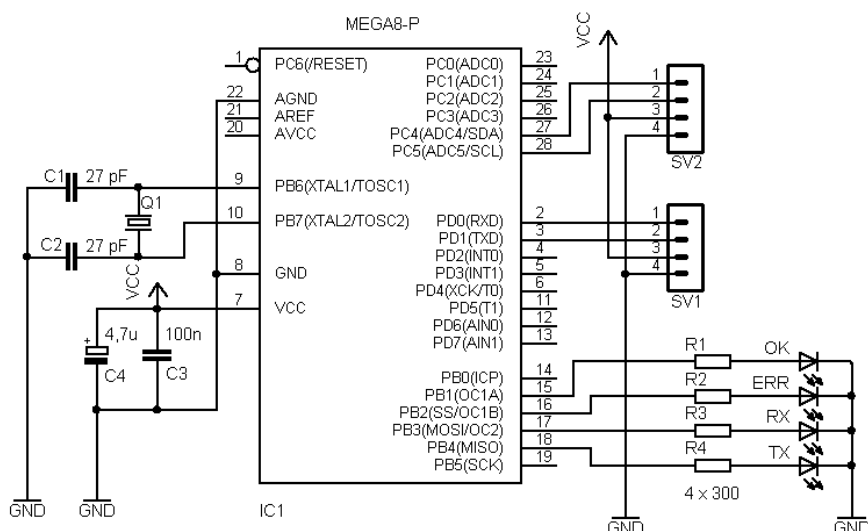 MEGA8-P
1 PC6(/RESET)
22 AGND
21 AREF
20 AVCC
9 PB6(XTAL1/TOSC1)
10 PB7(XTAL2/TOSC2)
8 GND
7 VCC
PC0(ADC0) 23
PC1(ADC1) 24
PC2(ADC2) 25
PC3(ADC3) 26
PC4(ADC4/SDA) 27
PC5(ADC5/SCL) 28
PD0(RXD) 2
PD1(TXD) 3
PD2(INT0) 4
PD3(INT1) 5
PD4(XCK/T0) 6
PD5(T1) 11
PD6(AIN0) 12
PD7(AIN1) 13
PB0(ICP) 14
PB1(OC1A) 15
PB2(SS/OC1B) 16
PB3(MOSI/OC2) 17
PB4(MISO) 18
PB5(SCK) 19
IC1
C1 27 pF
Q1
C2 27 pF
VCC
+
4,7u
C4
100n
C3
GND
GND
VCC
1
2
3
4
SV2
1
2
3
4
SV1
R1 OK
R2 ERR
R3 RX
R4 TX
4 x 300
GND
GND